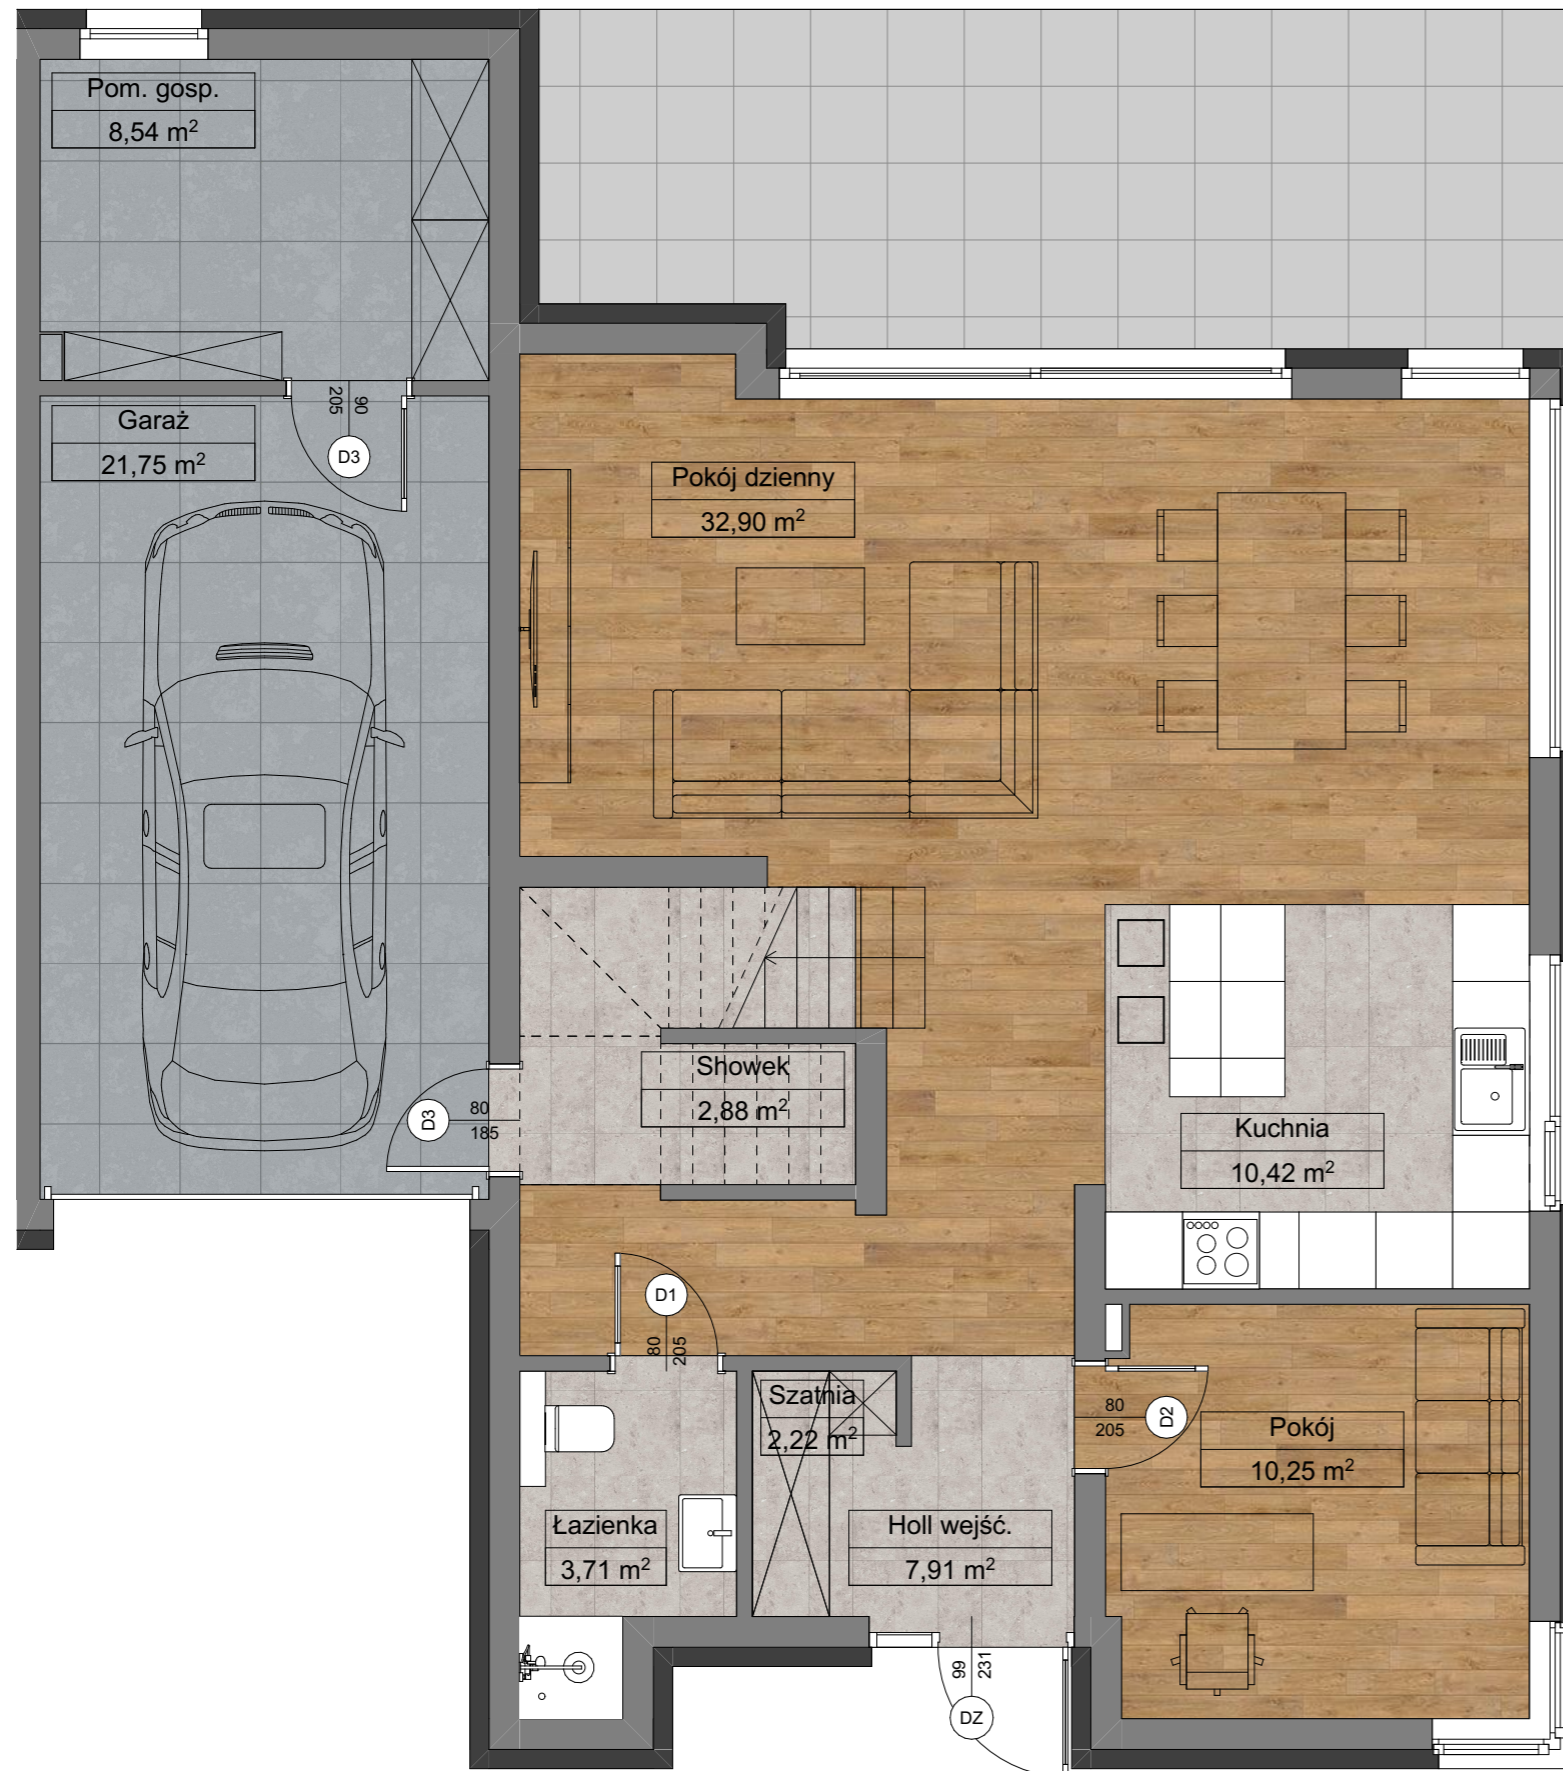 Pom. gosp.
8,54 m²
Garaż
21,75 m²
90
205
D3
Pokój dzienny
32,90 m²
Showek
2,88 m²
D3
80
185
Kuchnia
10,42 m²
D1
80
205
Szatnia
2,22 m²
80
205
D2
Pokój
10,25 m²
Łazienka
3,71 m²
Holl wejść.
7,91 m²
99
231
DZ